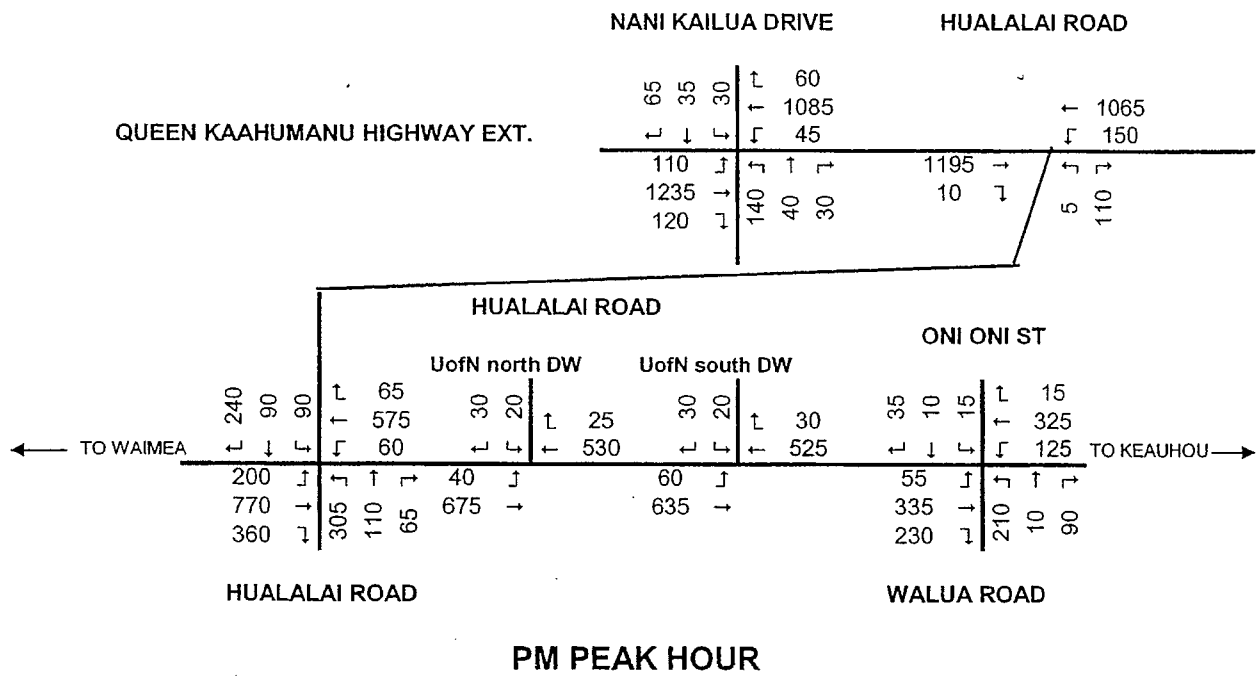 NANI KAILUA DRIVE HUALALAI ROAD
65 35 30 60
1085 1065
QUEEN KAAHUMANU HIGHWAY EXT. 45 150
110 1195
1235 10
120 140 40 30 5 110
HUALALAI ROAD
ONI ONI ST
UofN north DW UofN south DW
240 90 90 65 30 20 25 30 20 30 35 10 15 15
575 530 525 325
TO WAIMEA 60 125 TO KEAUHOU
200 40 60 55
770 675 635 335
360 305 110 65 230 210 10 90
HUALALAI ROAD WALUA ROAD
PM PEAK HOUR